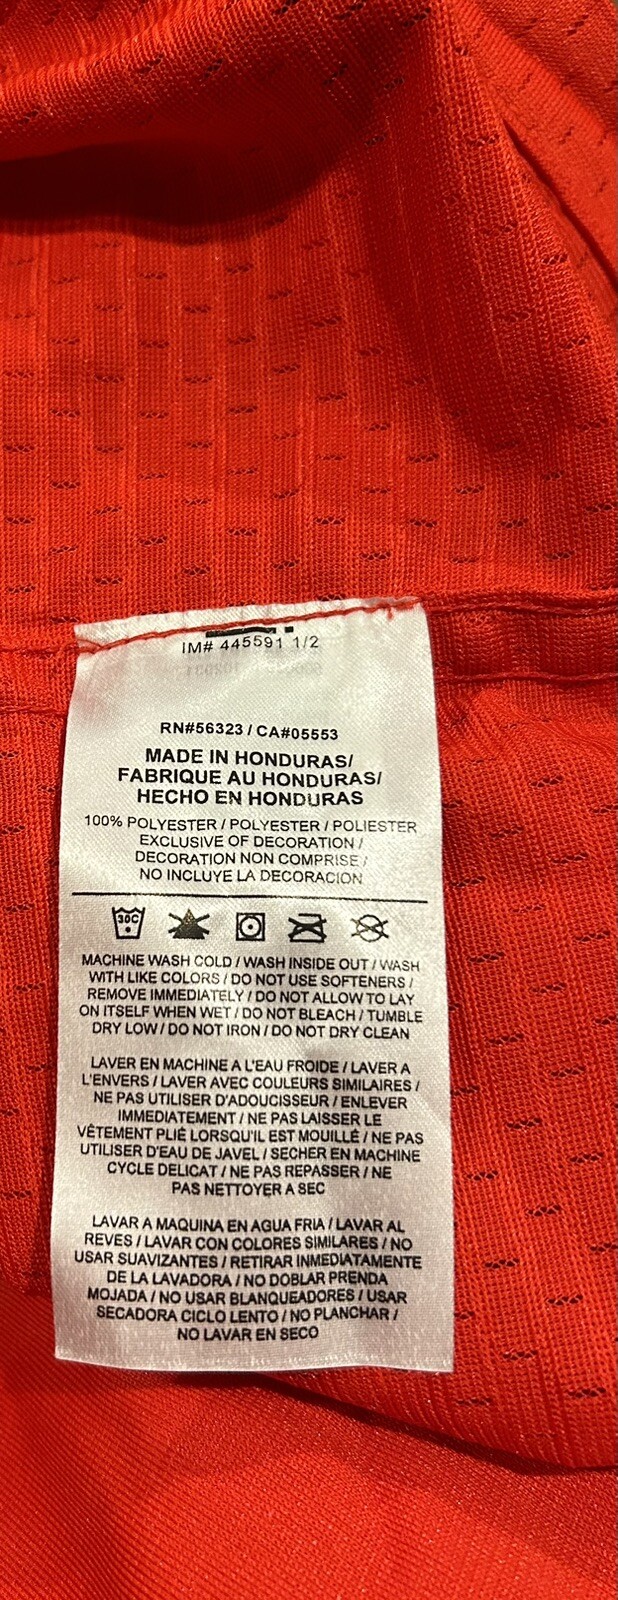 IM# 445591 1/2
RN#56323 / CA#05553
MADE IN HONDURAS/
FABRIQUE AU HONDURAS/
HECHO EN HONDURAS
100% POLYESTER / POLYESTER / POLIESTER
EXCLUSIVE OF DECORATION /
DECORATION NON COMPRISE /
NO INCLUYE LA DECORACION
30C
MACHINE WASH COLD / WASH INSIDE OUT / WASH
WITH LIKE COLORS / DO NOT USE SOFTENERS /
REMOVE IMMEDIATELY / DO NOT ALLOW TO LAY
ON ITSELF WHEN WET / DO NOT BLEACH / TUMBLE
DRY LOW / DO NOT IRON / DO NOT DRY CLEAN
LAVER EN MACHINE A L'EAU FROIDE / LAVER A
L'ENVERS / LAVER AVEC COULEURS SIMILAIRES /
NE PAS UTILISER D'ADOUCISSEUR / ENLEVER
IMMEDIATEMENT / NE PAS LAISSER LE
VÊTEMENT PLIÉ LORSQU'IL EST MOUILLÉ / NE PAS
UTILISER D'EAU DE JAVEL / SECHER EN MACHINE
CYCLE DELICAT / NE PAS REPASSER / NE
PAS NETTOYER A SEC
LAVAR A MAQUINA EN AGUA FRIA / LAVAR AL
REVES / LAVAR CON COLORES SIMILARES / NO
USAR SUAVIZANTES / RETIRAR INMEDIATAMENTE
DE LA LAVADORA / NO DOBLAR PRENDA
MOJADA / NO USAR BLANQUEADORES / USAR
SECADORA CICLO LENTO / NO PLANCHAR /
NO LAVAR EN SECO